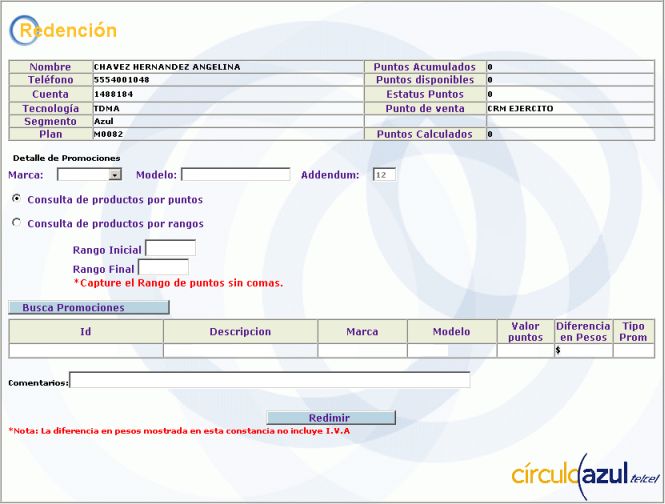 Redención
Nombre CHAVEZ HERNANDEZ ANGELINA Puntos Acumulados 0
Teléfono 5554001048 Puntos disponibles 0
Cuenta 1488184 Estatus Puntos 0
Tecnología TDMA Punto de venta CRM EJERCITO
Segmento Azul
Plan M0082 Puntos Calculados 0
Detalle de Promociones
Marca: Modelo: Addendum: 12
Consulta de productos por puntos
Consulta de productos por rangos
Rango Inicial
Rango Final
*Capture el Rango de puntos sin comas.
Busca Promociones
Id Descripcion Marca Modelo Valor puntos Diferencia en Pesos Tipo Prom
$
Comentarios:
Redimir
*Nota: La diferencia en pesos mostrada en esta constancia no incluye I.V.A
círculoazul telcel